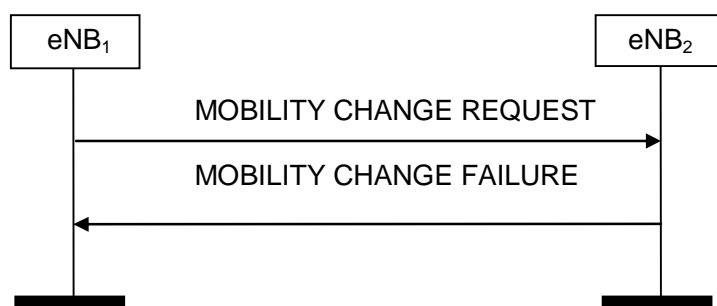 eNB₁
eNB₂
MOBILITY CHANGE REQUEST
MOBILITY CHANGE FAILURE